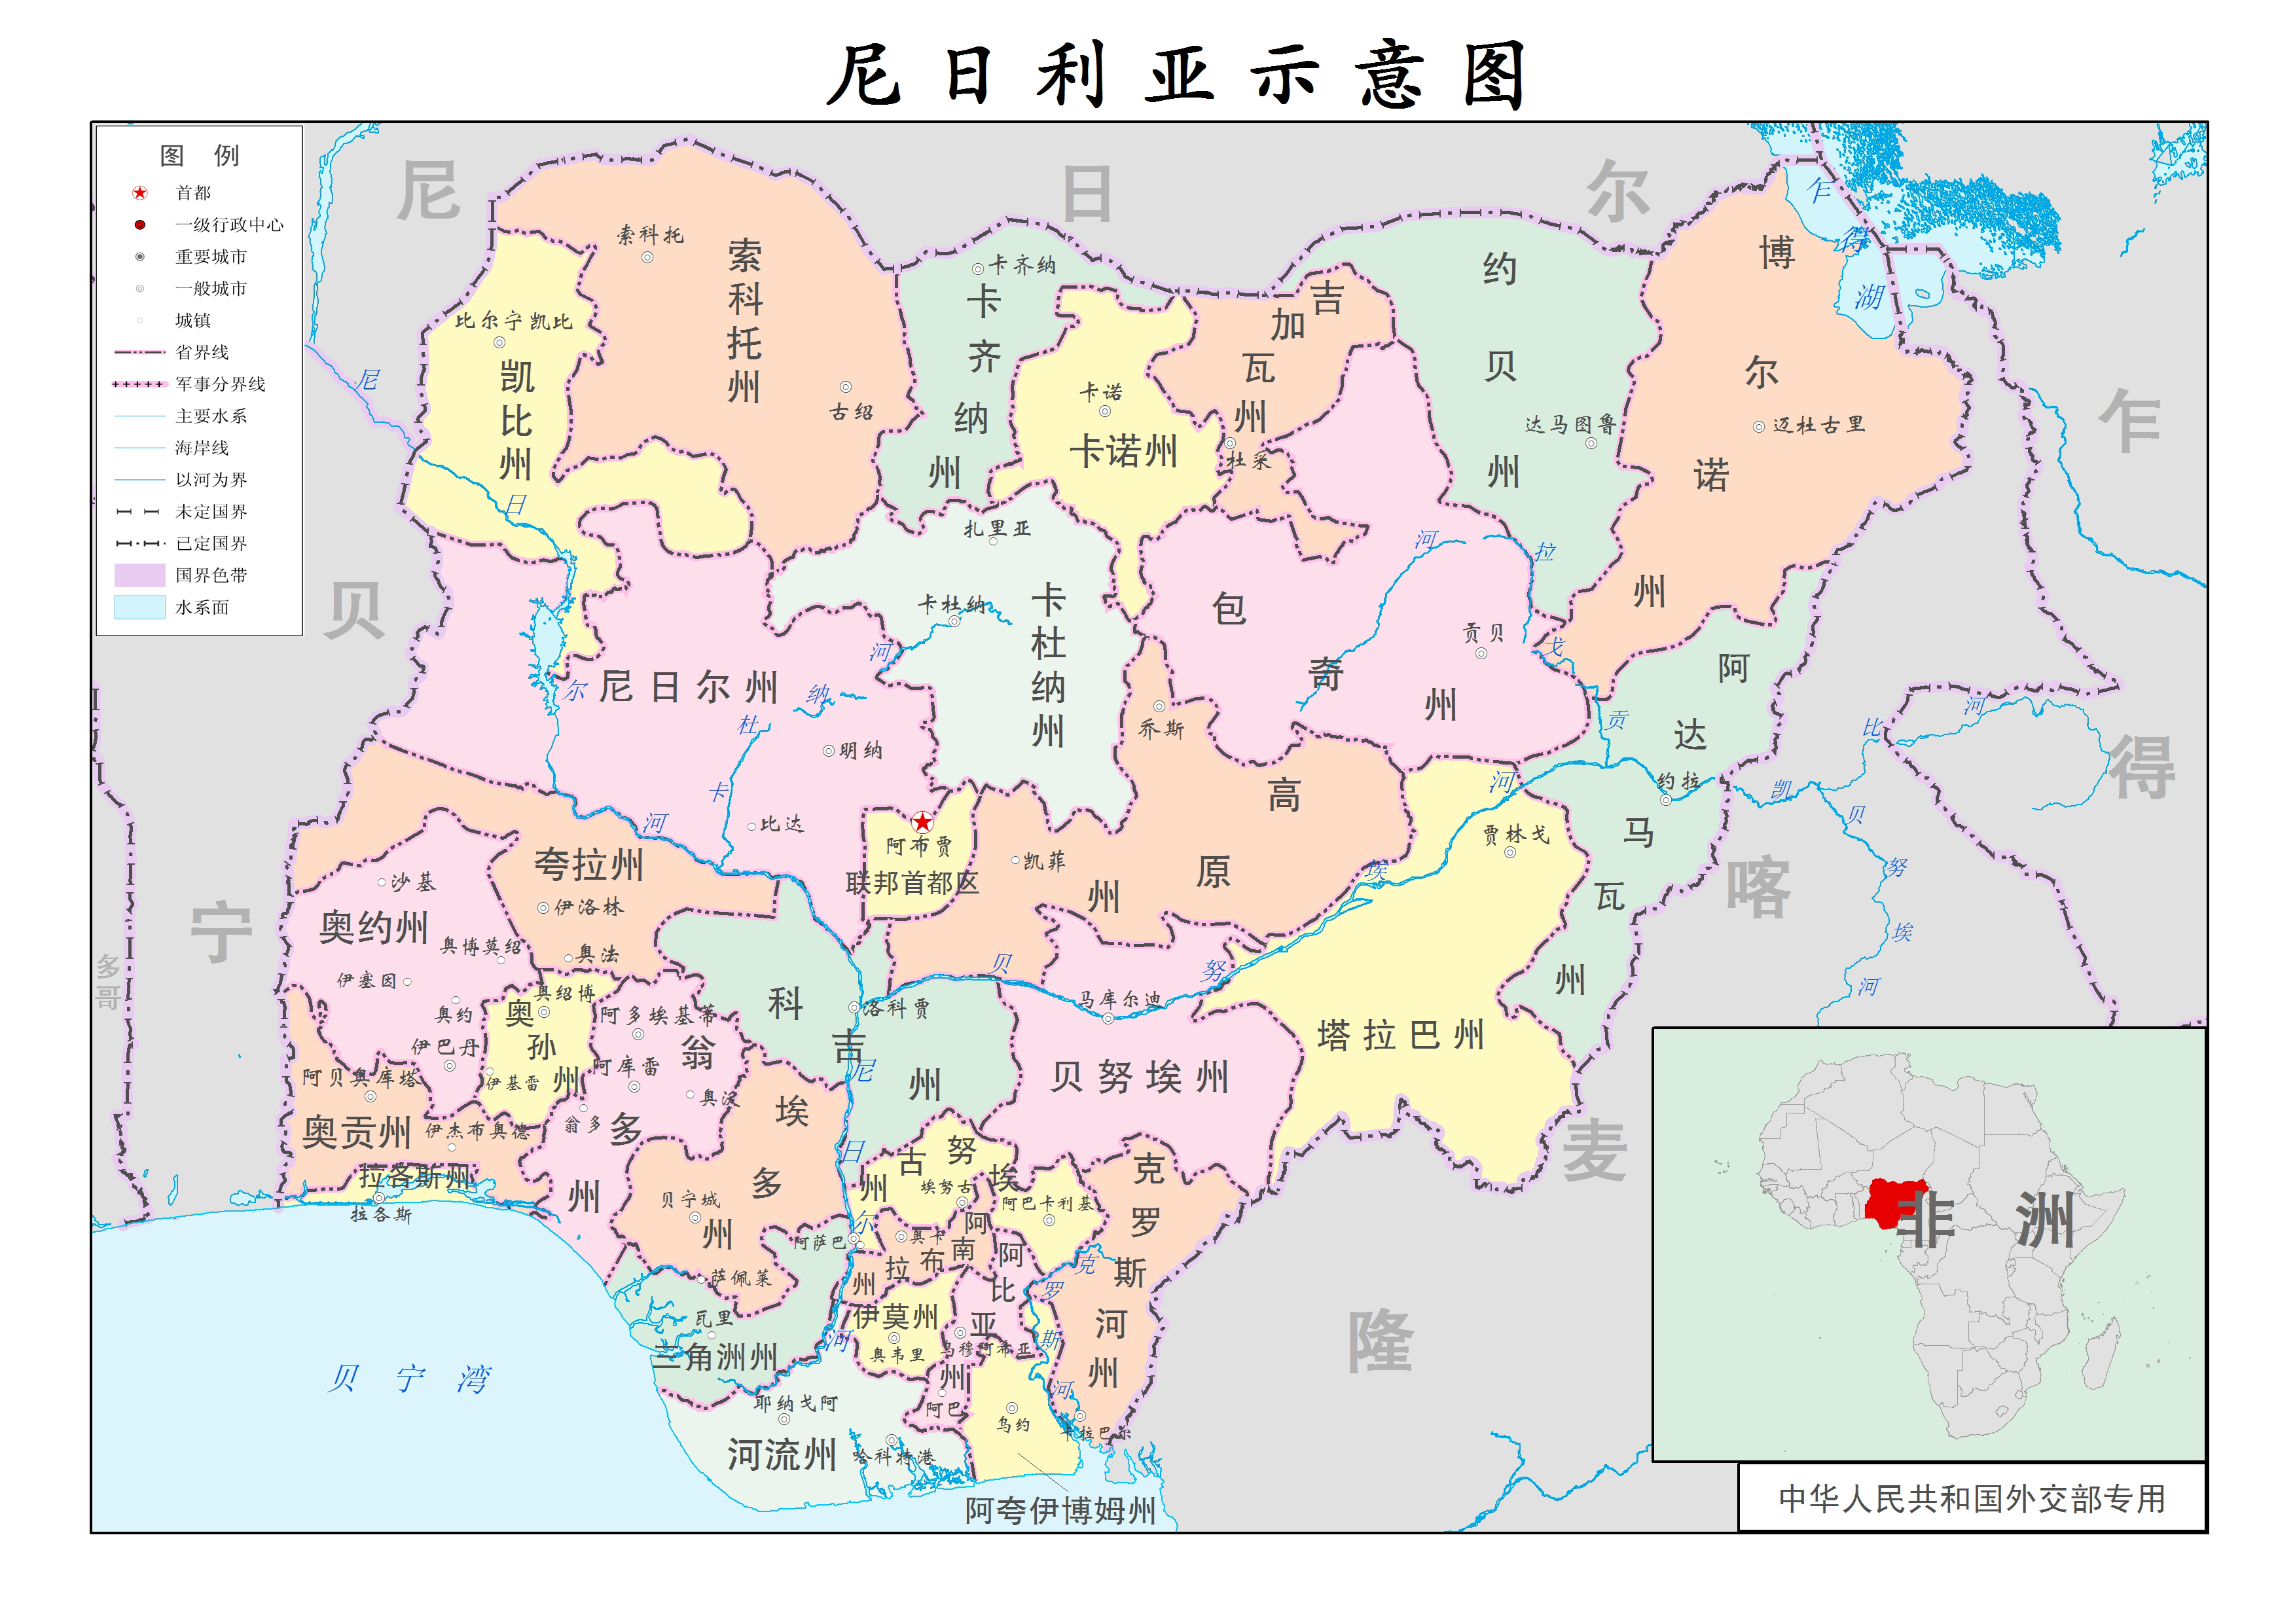 尼日利亚示意图
图 例
首都
一级行政中心
重要城市
一般城市
城镇
省界线
军事分界线
主要水系
海岸线
以河为界
未定国界
已定国界
国界色带
水系面
尼日尔
乍得
贝宁
多哥
喀麦隆
乍得湖
索科托
索科托州
古绍
比尔宁凯比
凯比州
卡齐纳
卡齐纳州
卡诺
卡诺州
吉加瓦州
杜采
约贝州
达马图鲁
博尔诺州
迈杜古里
尼日尔河
扎里亚
卡杜纳
卡杜纳州
卡杜纳河
包奇州
贡贝
贡戈拉河
尼日尔州
明纳
比达
乔斯
高原州
阿达马瓦州
约拉
凯比河
贝努埃河
阿布贾
联邦首都区
凯菲
贾林戈
塔拉巴州
夸拉州
伊洛林
奥法
沙基
奥约州
奥博莫绍
伊塞因
奥约
伊巴丹
奥绍博
奥孙州
伊基雷
科吉州
洛科贾
贝努埃河
马库尔迪
贝努埃州
阿多埃基蒂
翁多州
阿库雷
奥沃
翁多
阿贝奥库塔
奥贡州
伊杰布奥德
拉各斯州
拉各斯
埃多州
贝宁城
尼日尔河
埃努古州
埃努古
阿巴卡利基
克罗斯河州
克罗斯河
阿萨巴
奥卡
阿南布拉州
阿比亚州
萨佩莱
瓦里
三角洲州
伊莫州
奥韦里
乌穆阿希亚
阿巴
耶纳戈阿
河流州
哈科特港
乌约
卡拉巴尔
阿夸伊博姆州
贝宁湾
非洲
中华人民共和国外交部专用